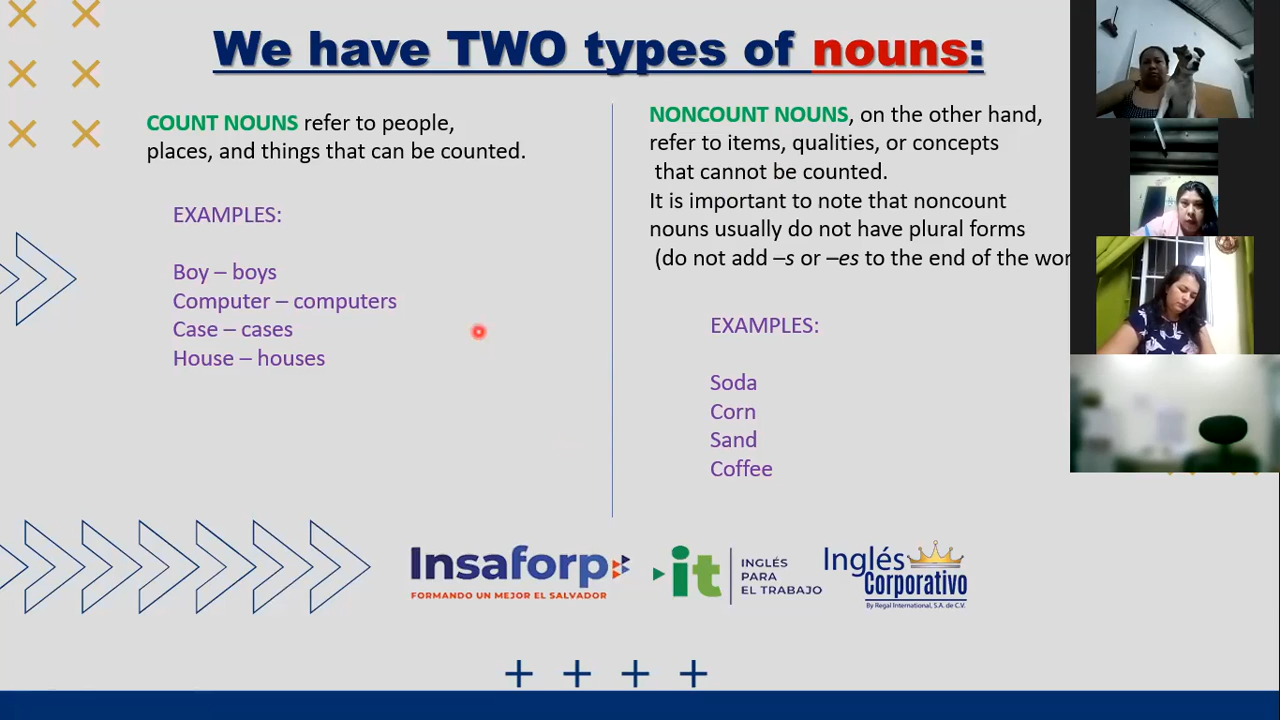 We have TWO types of nouns:
COUNT NOUNS refer to people,
places, and things that can be counted.
EXAMPLES:
Boy – boys
Computer – computers
Case – cases
House – houses
NONCOUNT NOUNS, on the other hand,
refer to items, qualities, or concepts
that cannot be counted.
It is important to note that noncount
nouns usually do not have plural forms
(do not add –s or –es to the end of the wor
EXAMPLES:
Soda
Corn
Sand
Coffee
Insaforp
FORMANDO UN MEJOR EL SALVADOR
it
INGLÉS
PARA
EL TRABAJO
Inglés
Corporativo
By Regal International, S.A. de C.V.